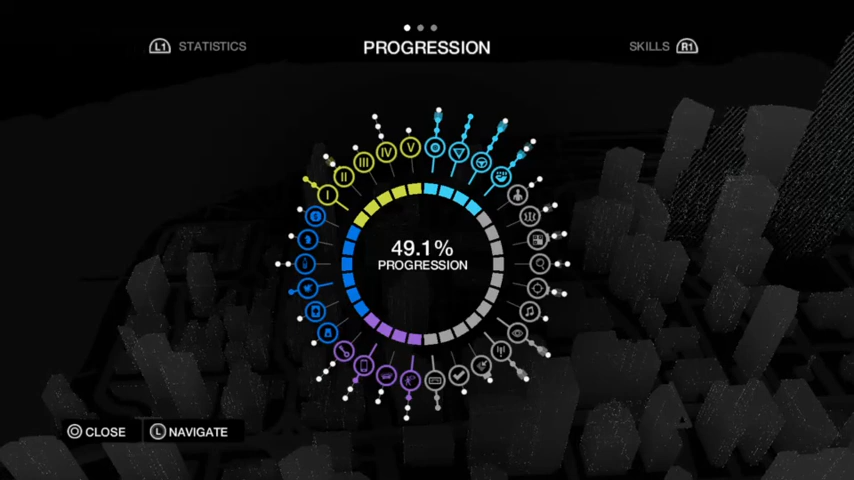 L1 STATISTICS
PROGRESSION
SKILLS R1
I
II
III
IV
V
49.1%
PROGRESSION
CLOSE
L NAVIGATE